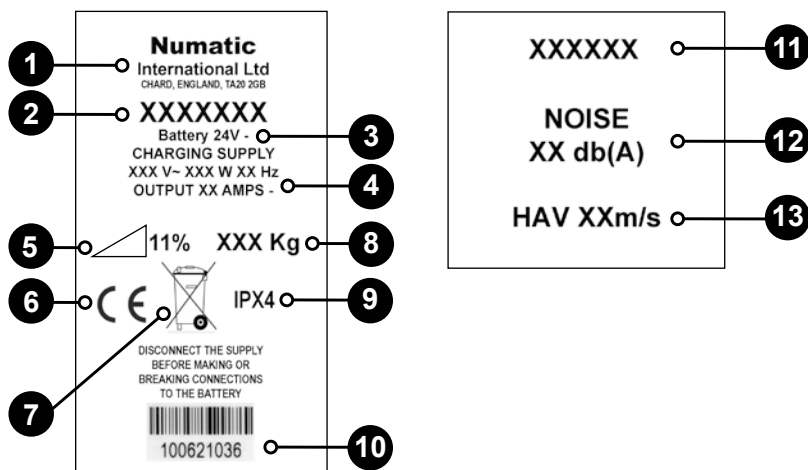 Numatic
International Ltd
CHARD, ENGLAND, TA20 2GB
XXXXXXX
Battery 24V -
CHARGING SUPPLY
XXX V~ XXX W XX Hz
OUTPUT XX AMPS -
11%
XXX Kg
CE
IPX4
DISCONNECT THE SUPPLY
BEFORE MAKING OR
BREAKING CONNECTIONS
TO THE BATTERY
100621036
1
2
3
4
5
6
7
8
9
10
XXXXXX
NOISE
XX db(A)
HAV XXm/s
11
12
13